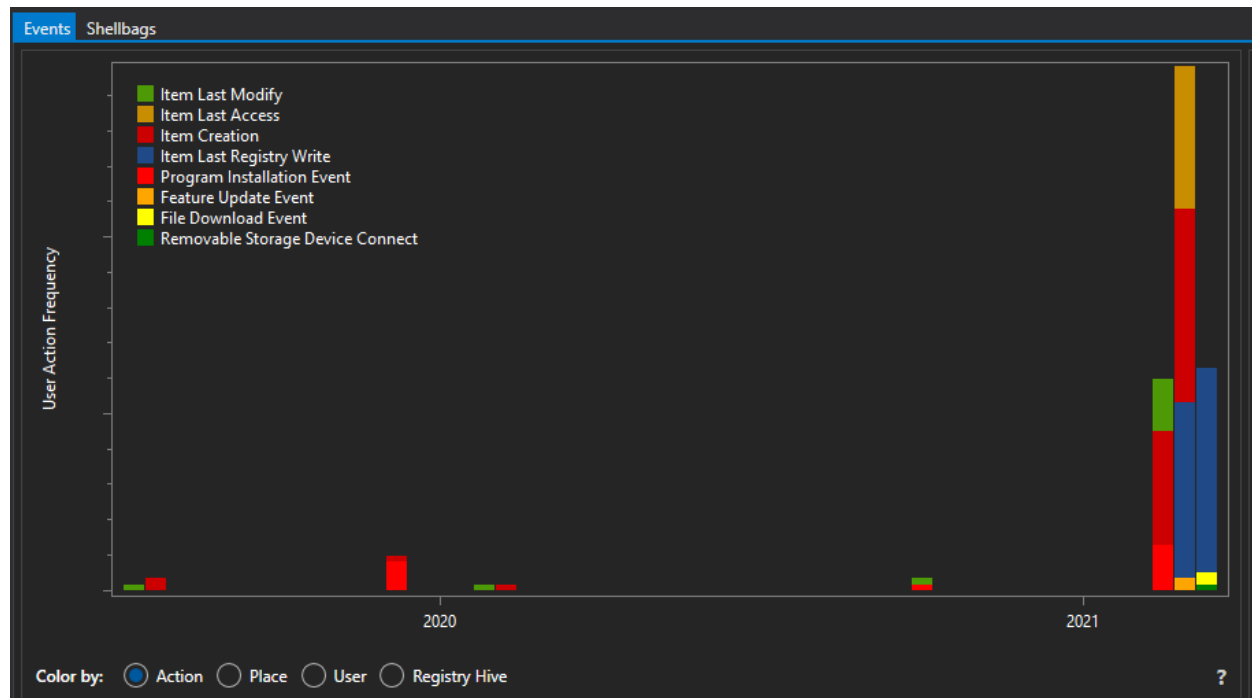 Events Shellbags
Item Last Modify
Item Last Access
Item Creation
Item Last Registry Write
Program Installation Event
Feature Update Event
File Download Event
Removable Storage Device Connect
User Action Frequency
2020 2021
Color by: Action Place User Registry Hive ?